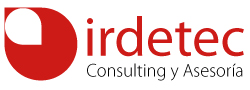 irdetec
Consulting y Asesoría